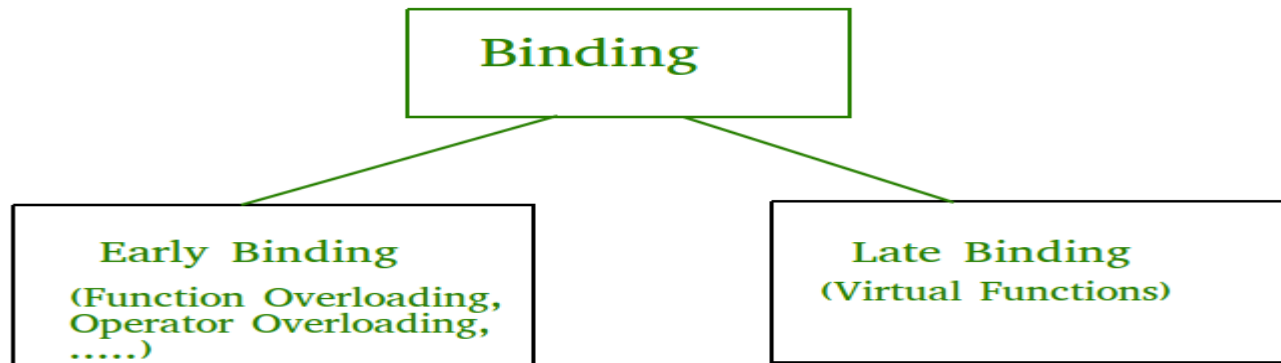 Binding
Early Binding
(Function Overloading,
Operator Overloading,
.....)
Late Binding
(Virtual Functions)